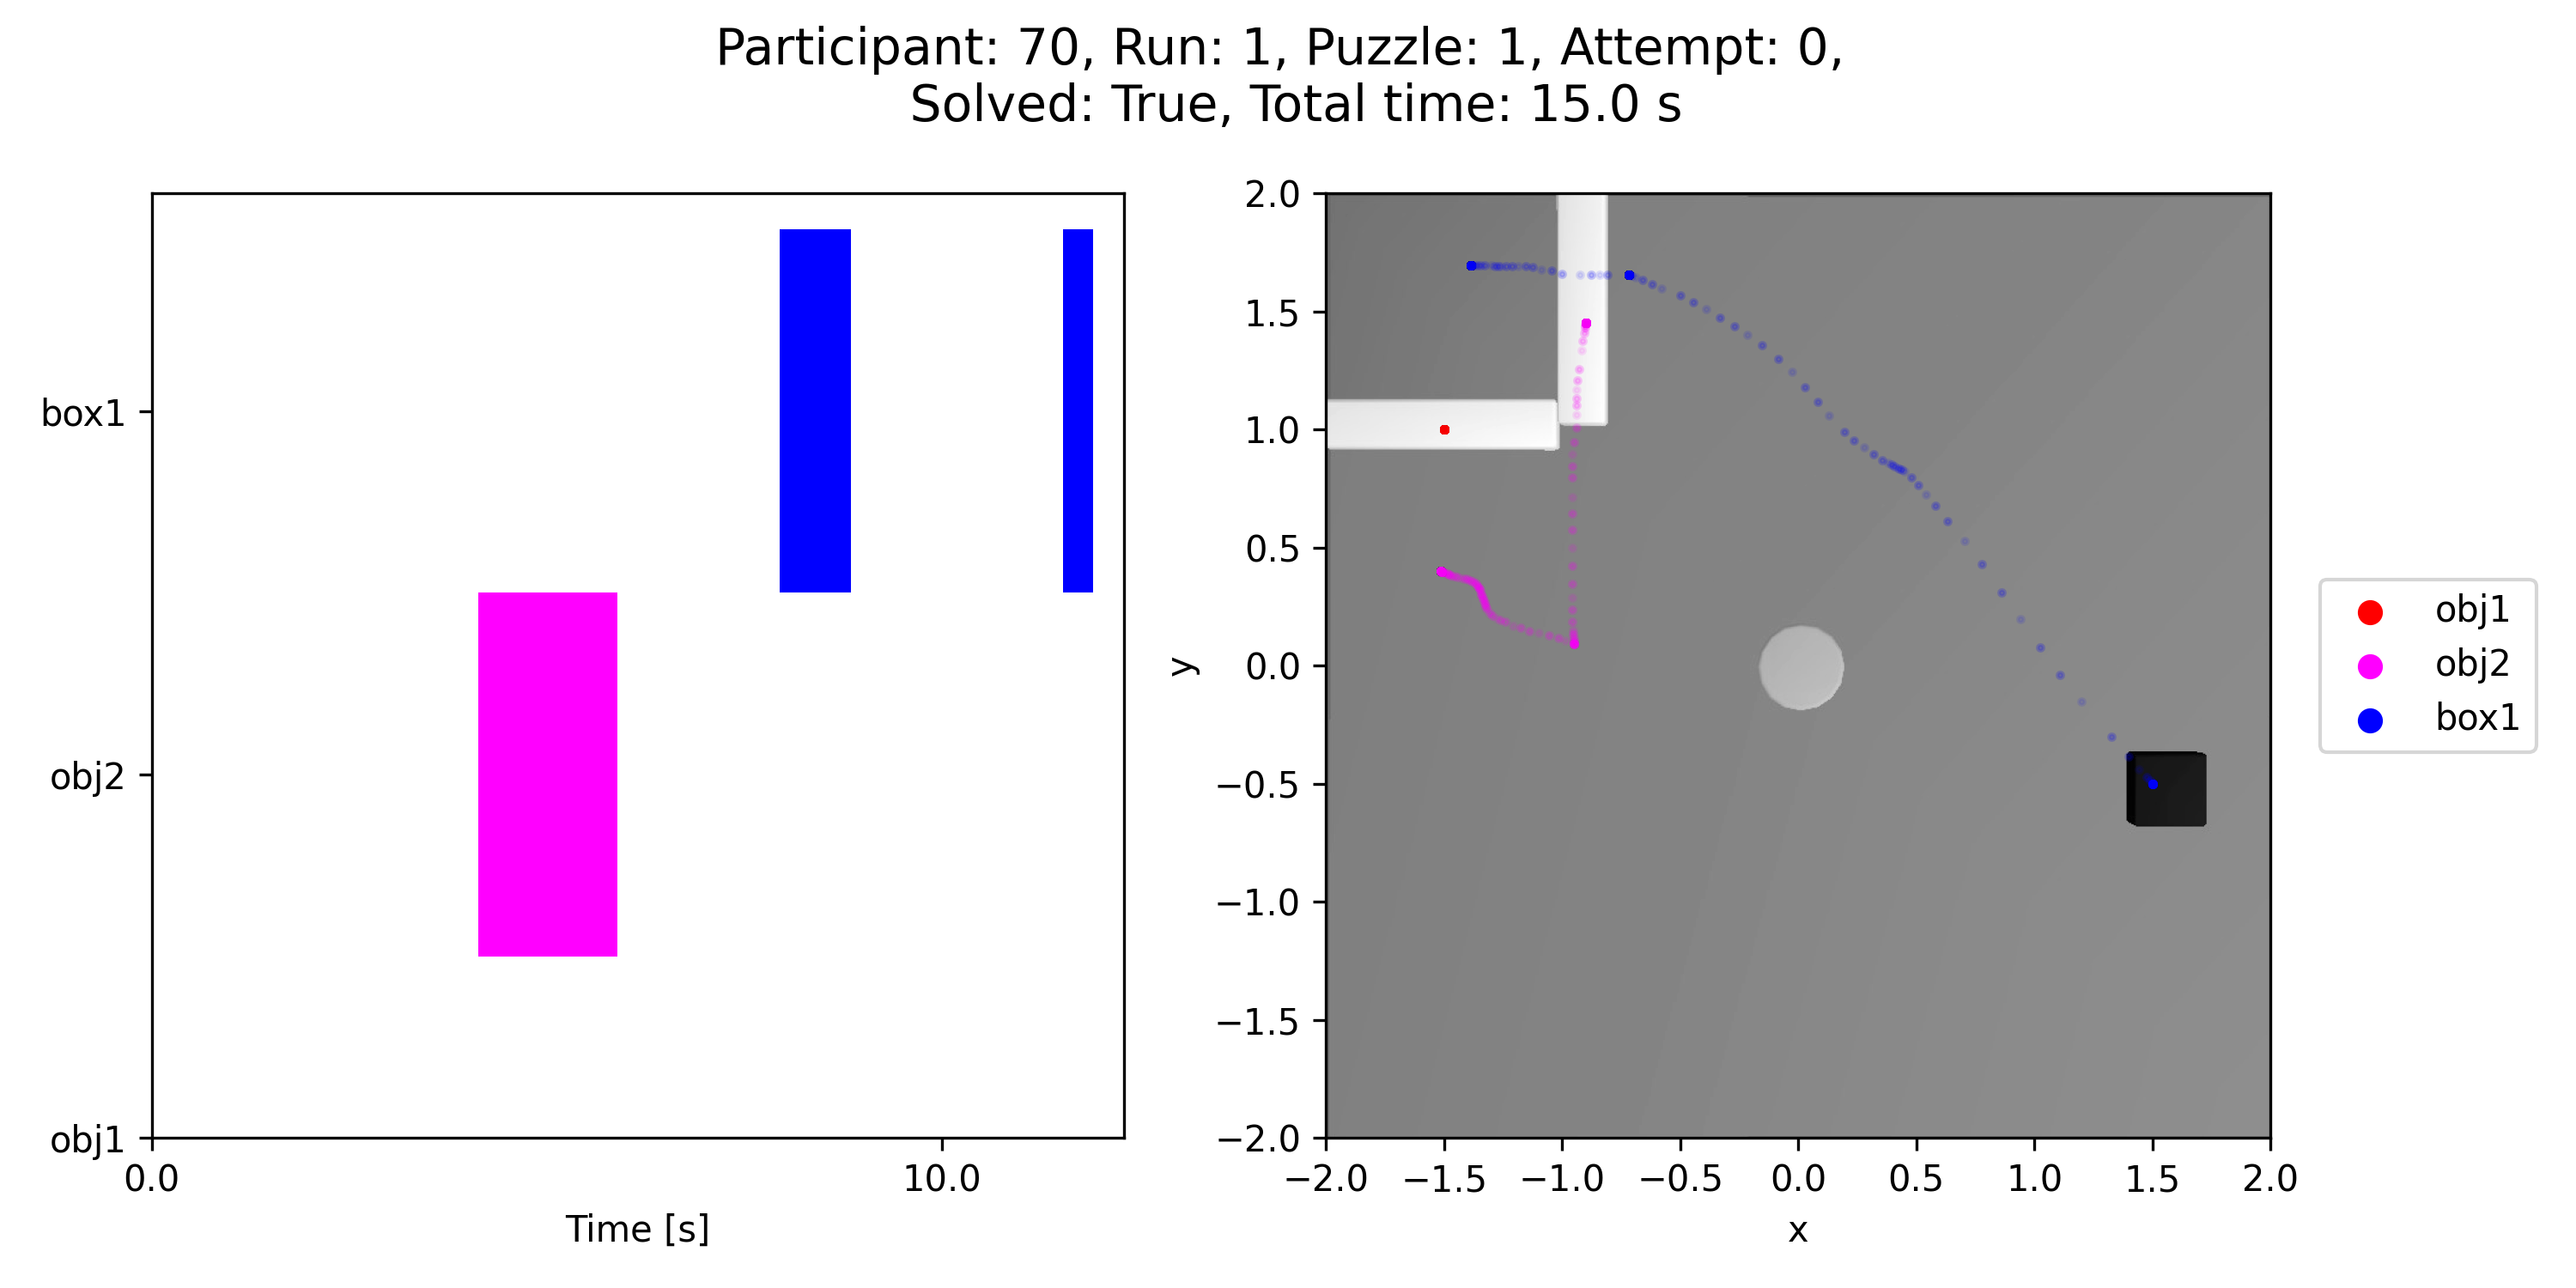 Participant: 70, Run: 1, Puzzle: 1, Attempt: 0,
Solved: True, Total time: 15.0 s
box1
obj2
obj1
0.0
10.0
Time [s]
2.0
1.5
1.0
0.5
0.0
−0.5
−1.0
−1.5
−2.0
y
−2.0
−1.5
−1.0
−0.5
0.0
0.5
1.0
1.5
2.0
x
obj1
obj2
box1